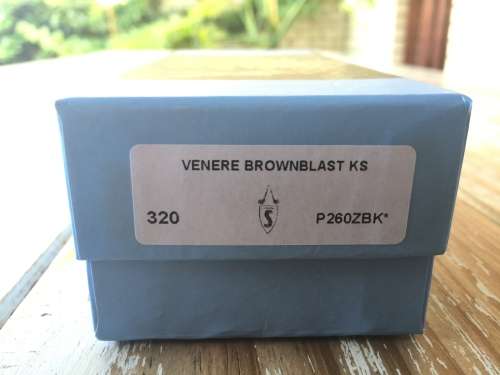 VENERE BROWNBLAST KS
320 S P260ZBK*